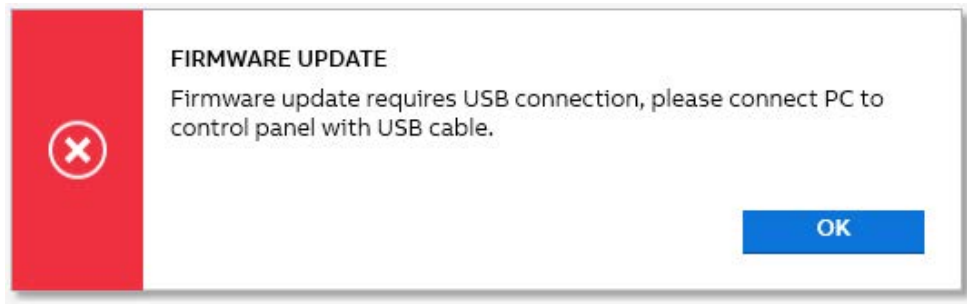 FIRMWARE UPDATE
Firmware update requires USB connection, please connect PC to
control panel with USB cable.
OK